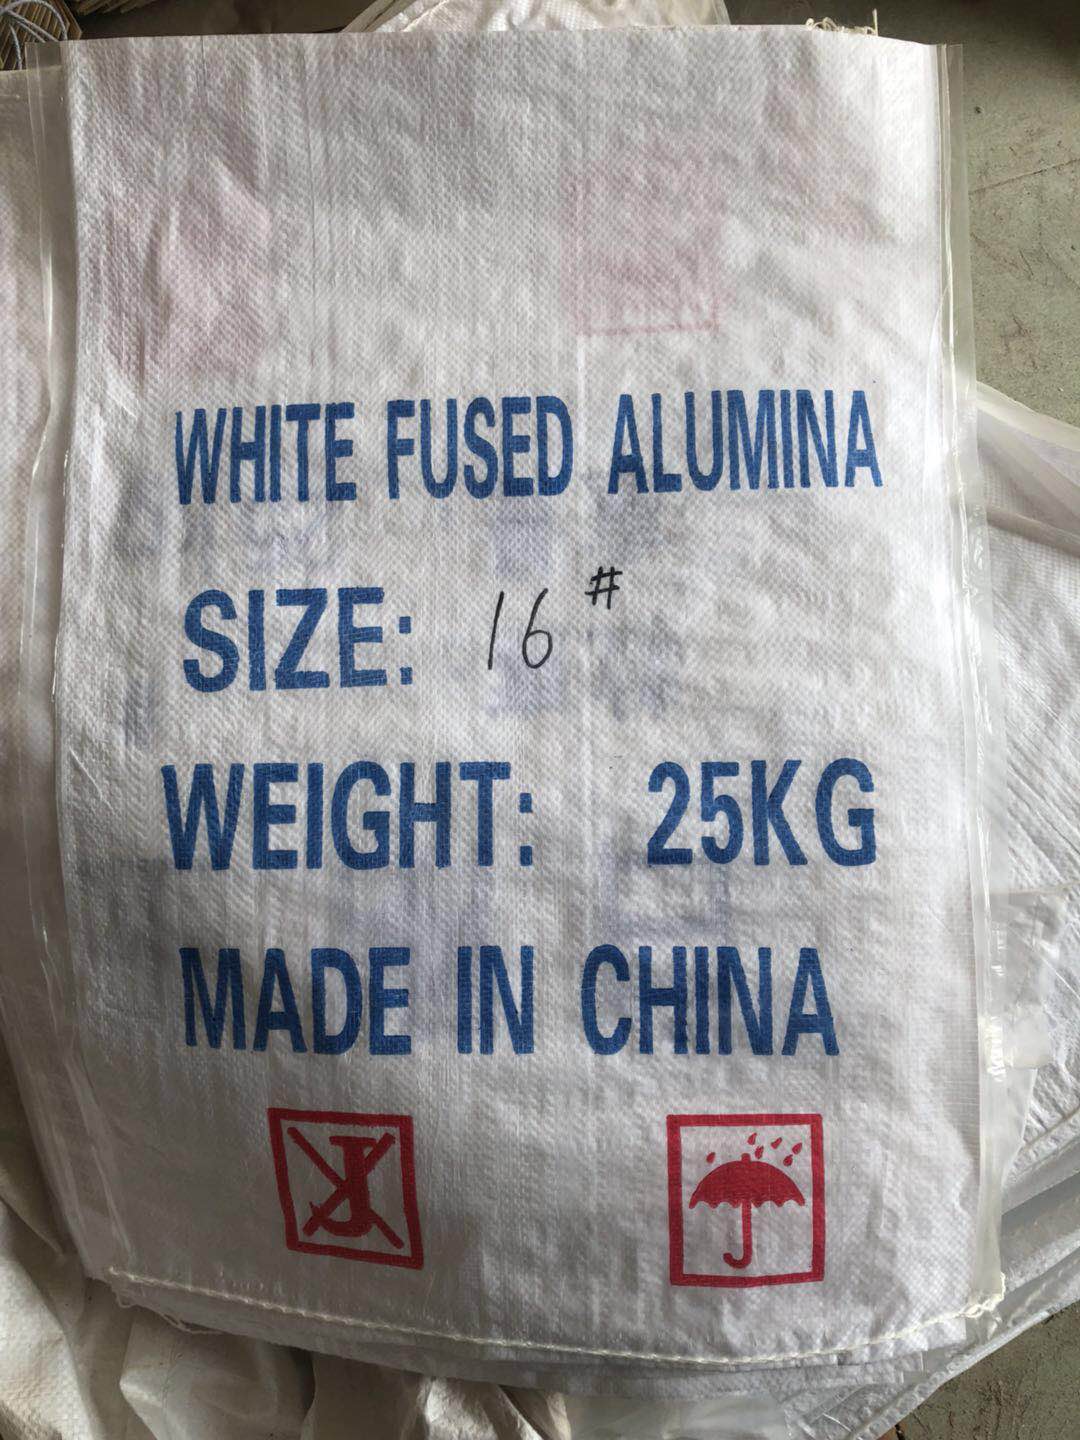 WHITE FUSED ALUMINA
SIZE: 16#
WEIGHT: 25KG
MADE IN CHINA